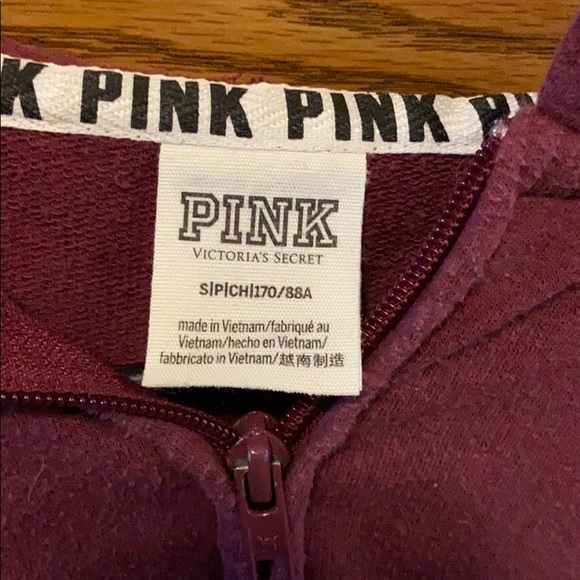 K PINK PINK P
PINK
VICTORIA'S SECRET
S|P|CH|170/88A
made in Vietnam/fabriqué au
Vietnam/hecho en Vietnam/
fabbricato in Vietnam/越南制造